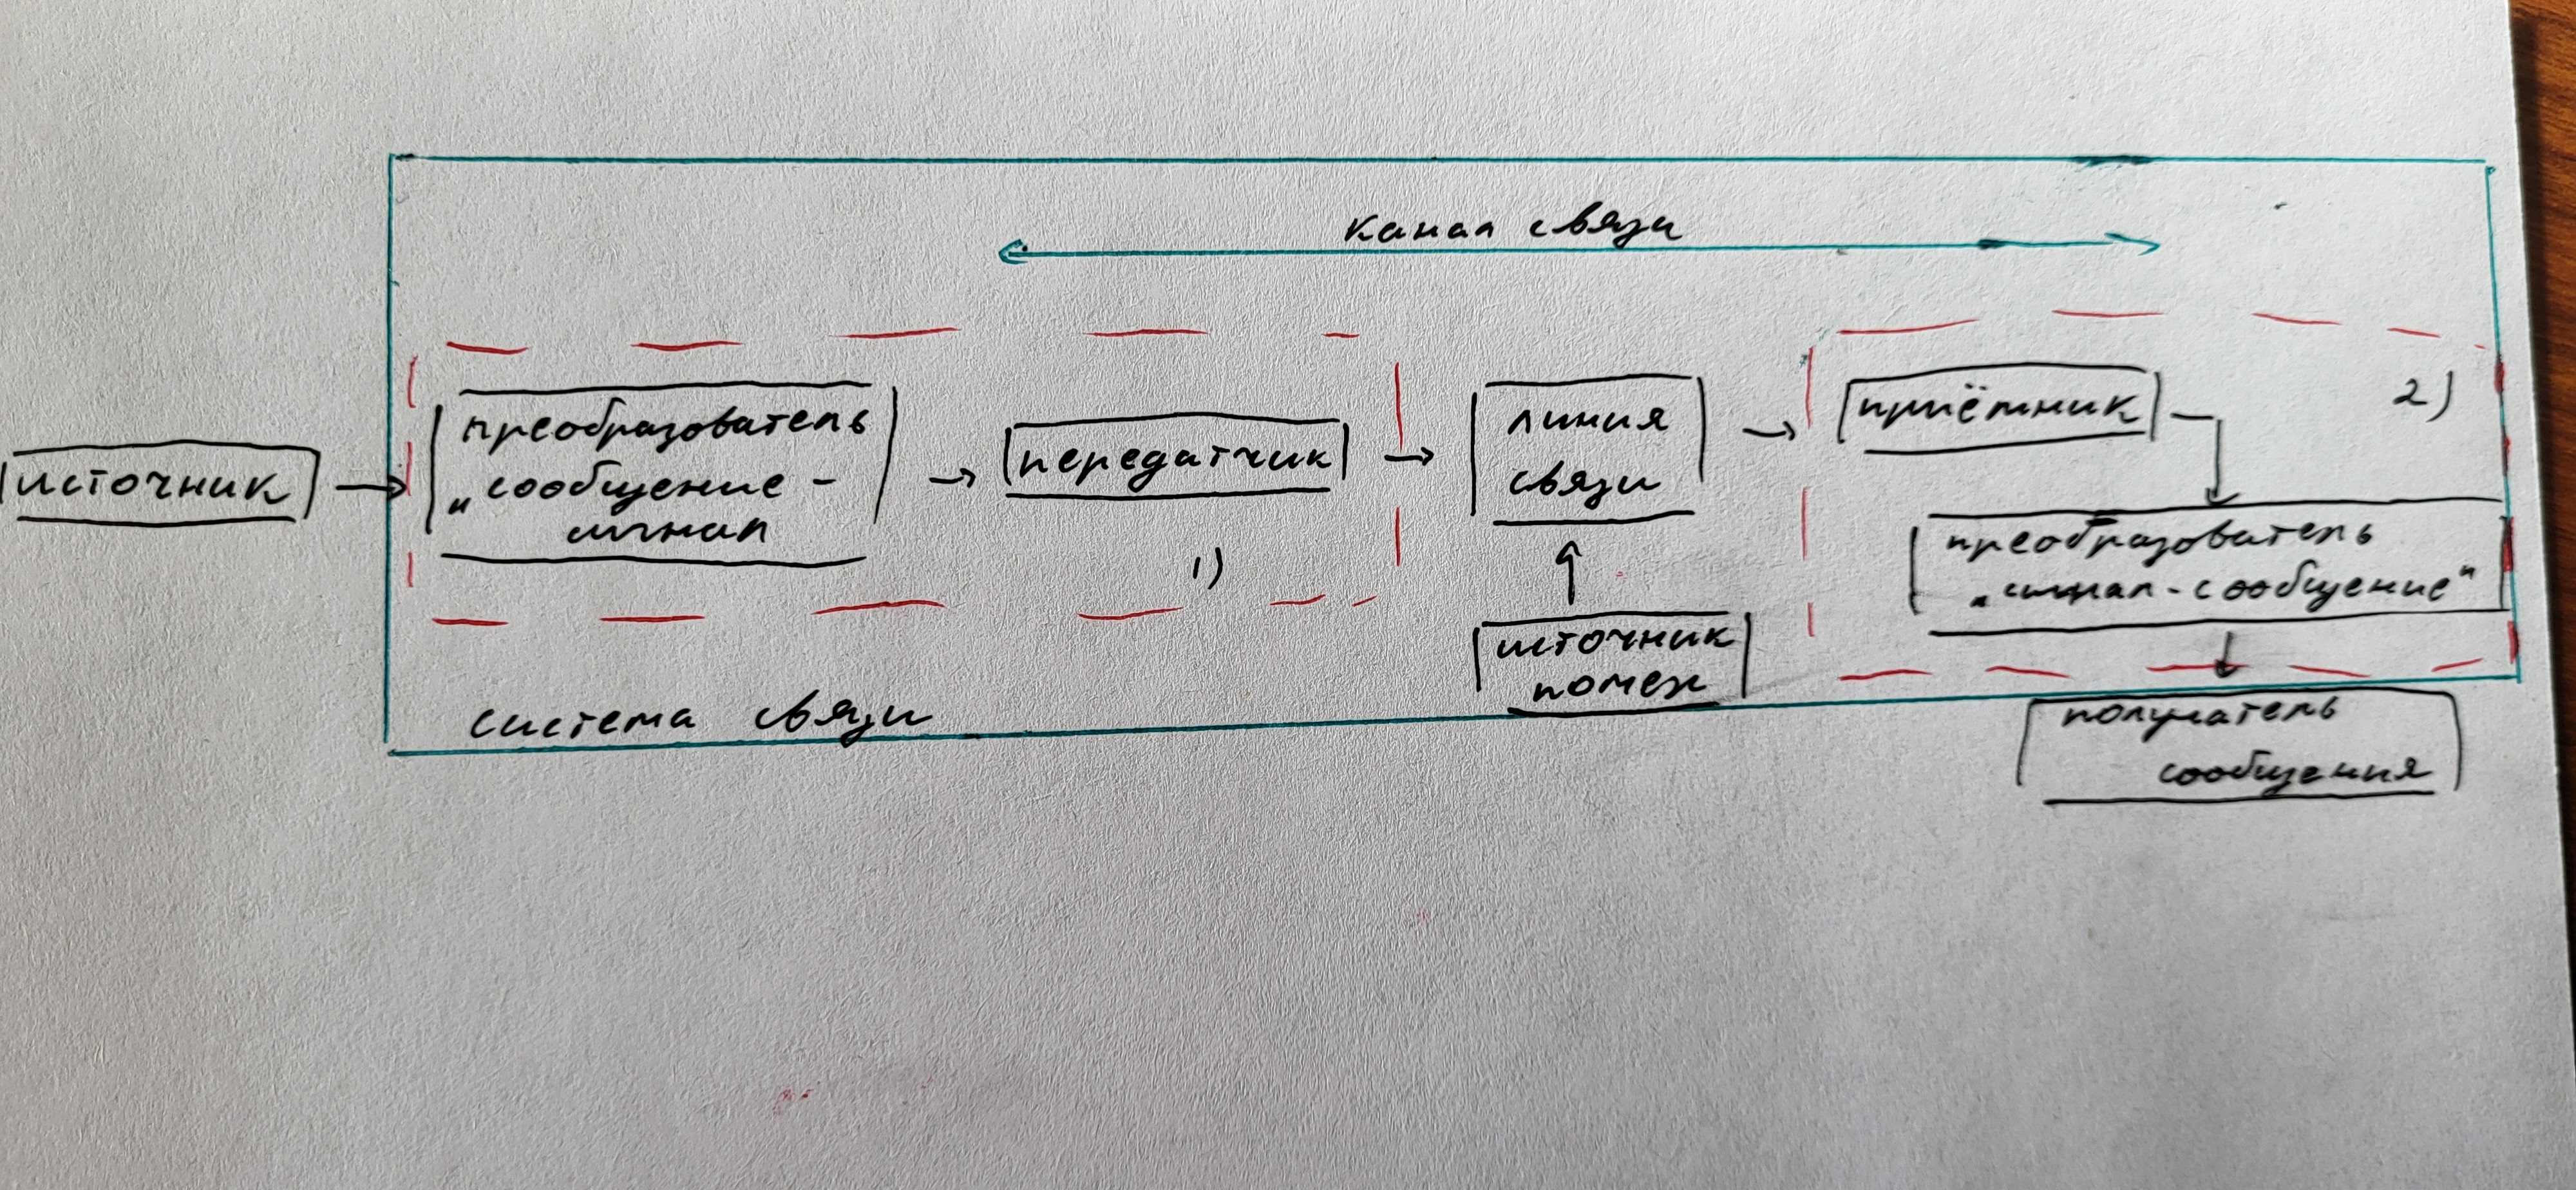 канал связи
источник
преобразователь
„сообщение -
сигнал
передатчик
1)
линия
связи
источник
помех
приёмник
2)
преобразователь
„сигнал-сообщение"
получатель
сообщения
система связи